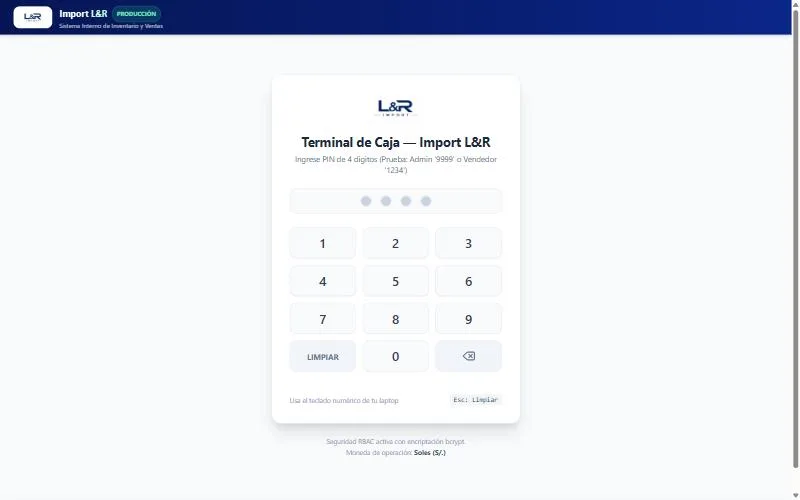 L&R
IMPORT
Import L&R
PRODUCCIÓN
Sistema Interno de Inventario y Ventas
L&R
IMPORT
Terminal de Caja — Import L&R
Ingrese PIN de 4 dígitos (Prueba: Admin '9999' o Vendedor
'1234')
1 2 3
4 5 6
7 8 9
LIMPIAR 0
Usa el teclado numérico de tu laptop
Esc: Limpiar
Seguridad RBAC activa con encriptación bcrypt.
Moneda de operación: Soles (S/.)